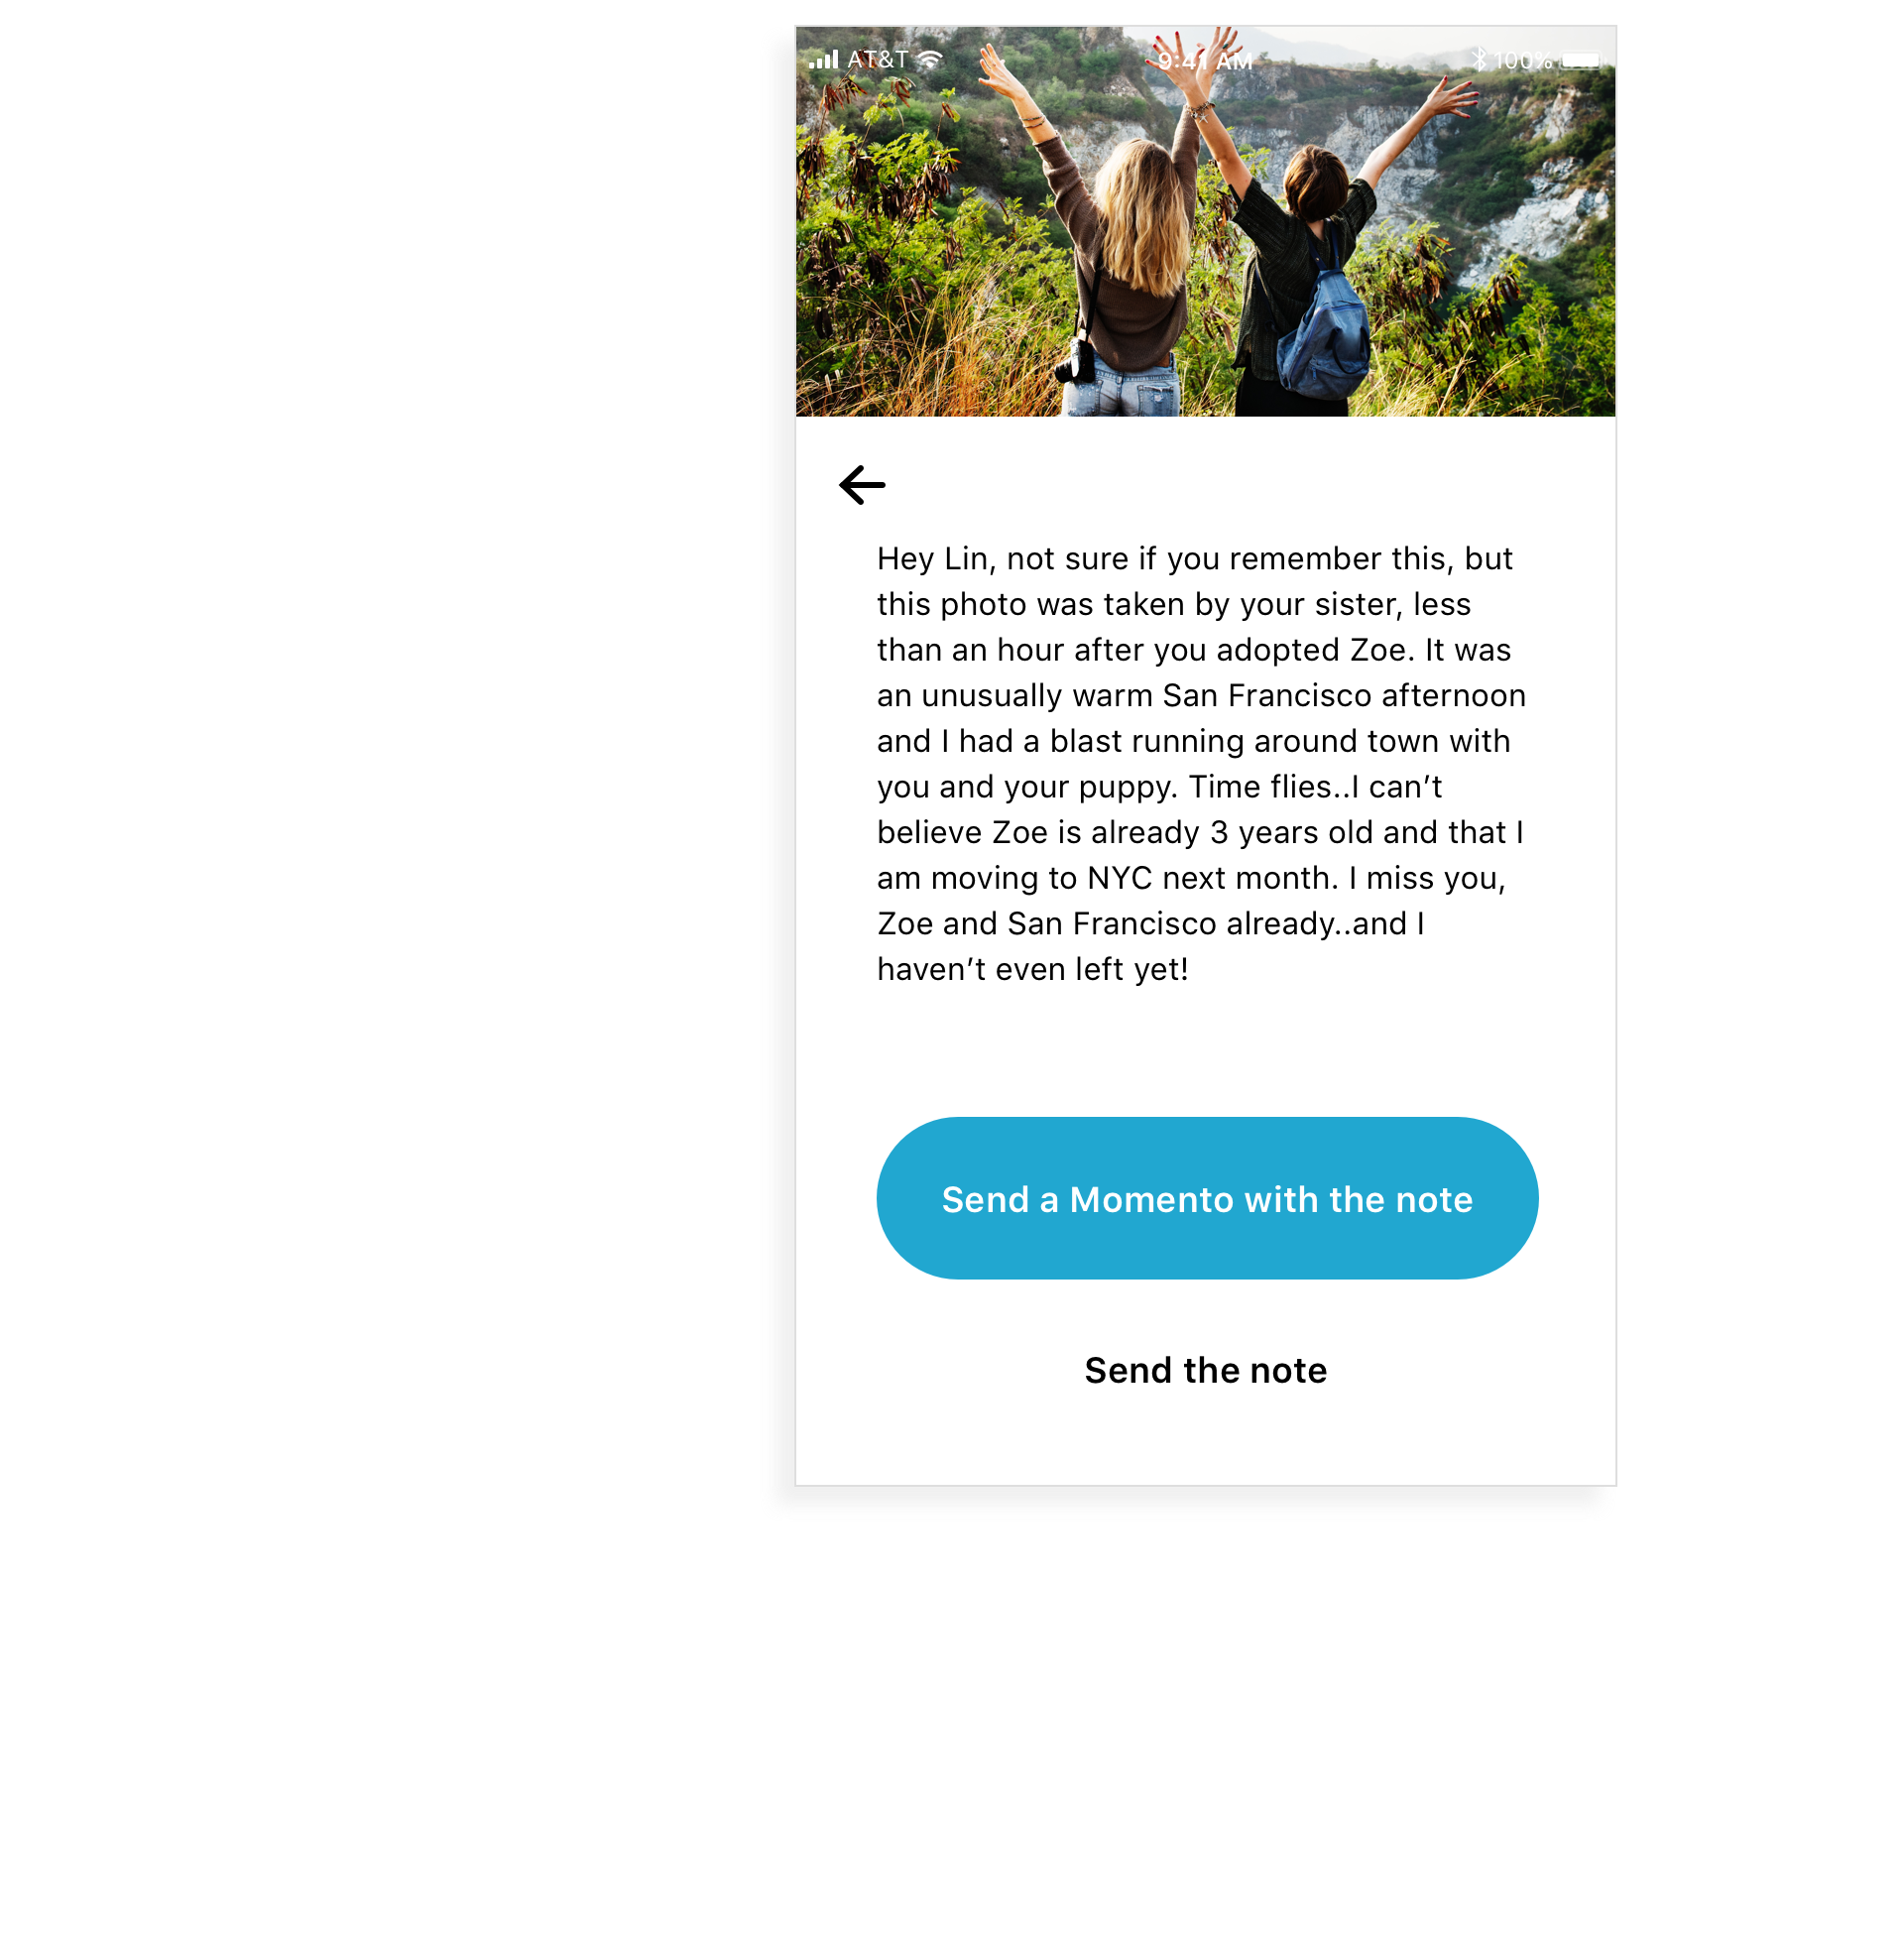 AT&T 9:41 AM 100%
Hey Lin, not sure if you remember this, but
this photo was taken by your sister, less
than an hour after you adopted Zoe. It was
an unusually warm San Francisco afternoon
and I had a blast running around town with
you and your puppy. Time flies..I can’t
believe Zoe is already 3 years old and that I
am moving to NYC next month. I miss you,
Zoe and San Francisco already..and I
haven’t even left yet!
Send a Momento with the note
Send the note